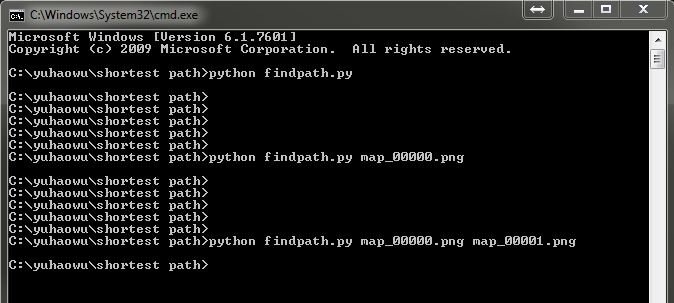 C:\Windows\System32\cmd.exe
Microsoft Windows [Version 6.1.7601]
Copyright (c) 2009 Microsoft Corporation.  All rights reserved.
C:\yuhaowu\shortest path>python findpath.py
C:\yuhaowu\shortest path>
C:\yuhaowu\shortest path>
C:\yuhaowu\shortest path>
C:\yuhaowu\shortest path>
C:\yuhaowu\shortest path>
C:\yuhaowu\shortest path>python findpath.py map_00000.png
C:\yuhaowu\shortest path>
C:\yuhaowu\shortest path>
C:\yuhaowu\shortest path>
C:\yuhaowu\shortest path>
C:\yuhaowu\shortest path>
C:\yuhaowu\shortest path>python findpath.py map_00000.png map_00001.png
C:\yuhaowu\shortest path>